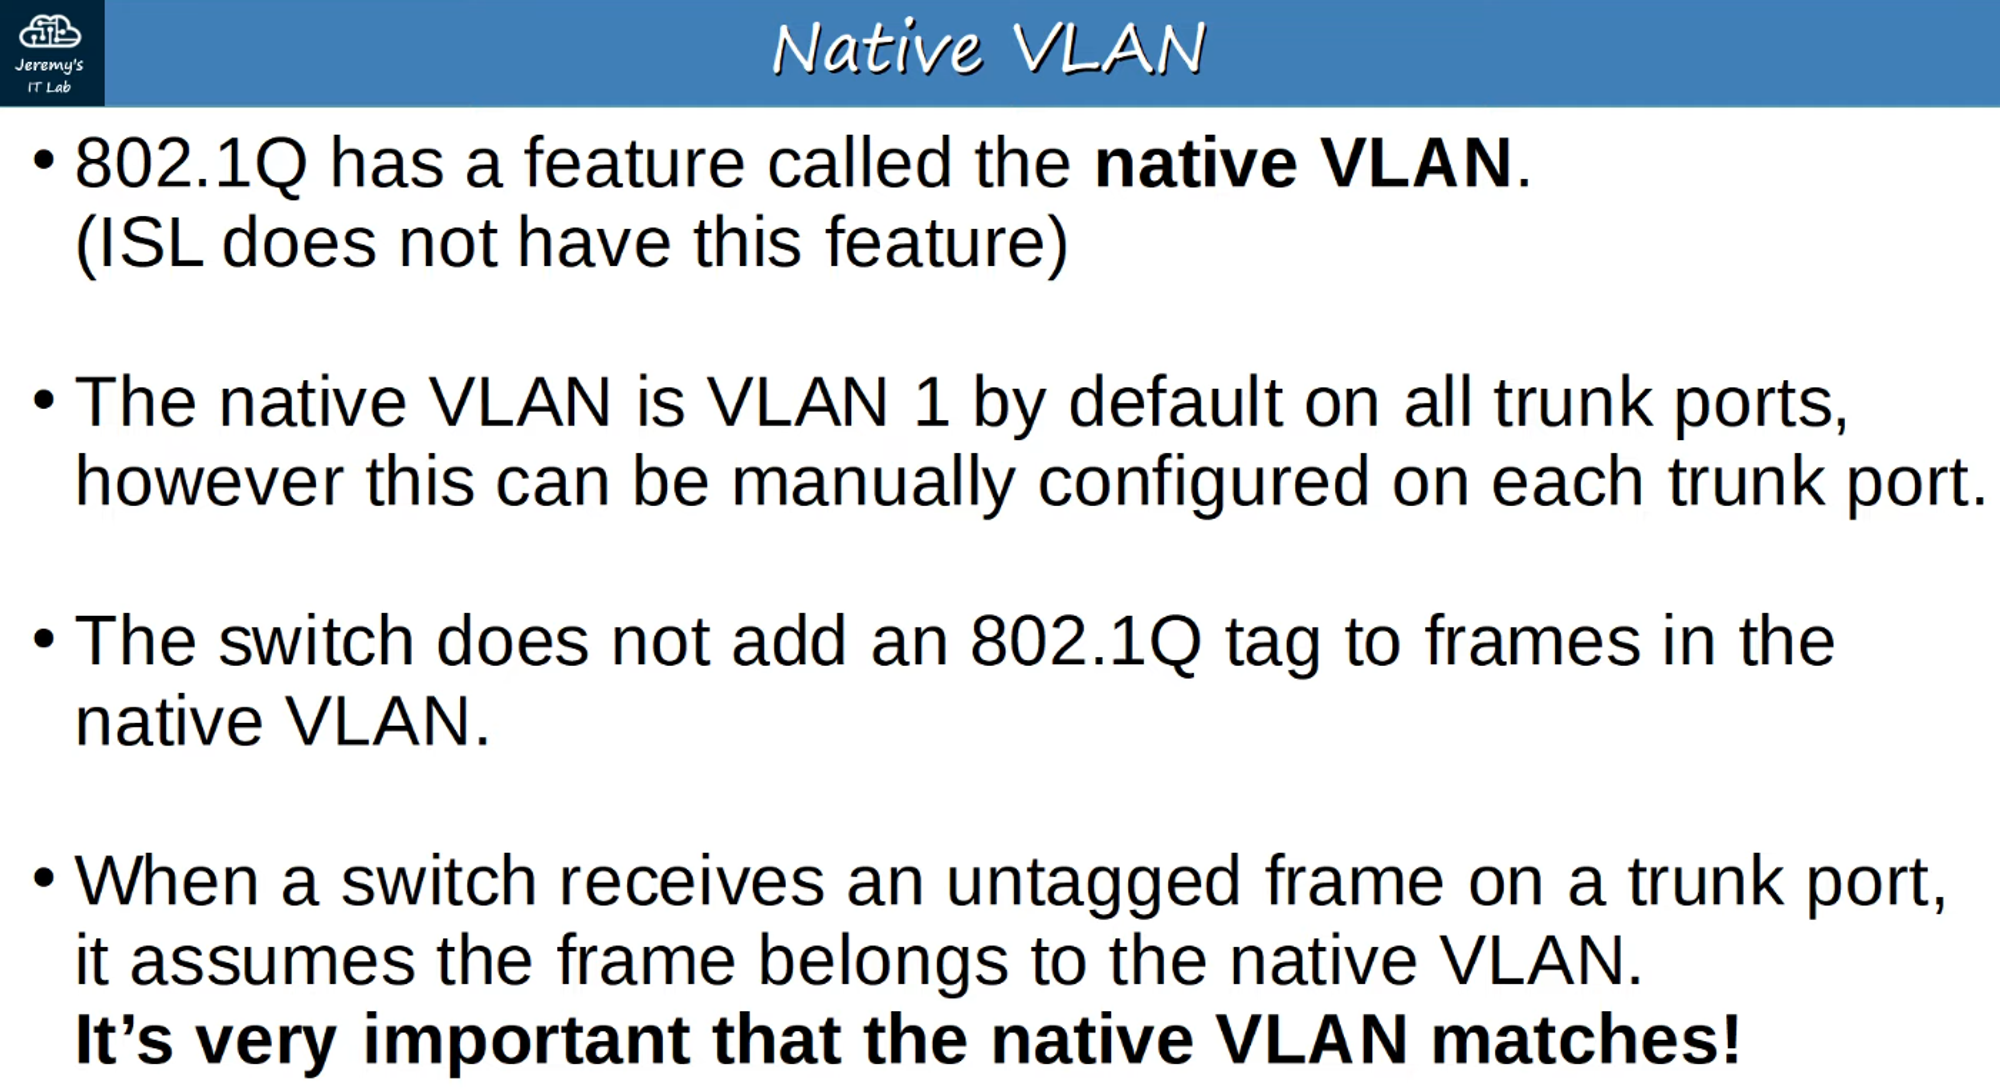 Jeremy's
IT Lab
Native VLAN
• 802.1Q has a feature called the native VLAN.
(ISL does not have this feature)
• The native VLAN is VLAN 1 by default on all trunk ports,
however this can be manually configured on each trunk port.
• The switch does not add an 802.1Q tag to frames in the
native VLAN.
• When a switch receives an untagged frame on a trunk port,
it assumes the frame belongs to the native VLAN.
It’s very important that the native VLAN matches!